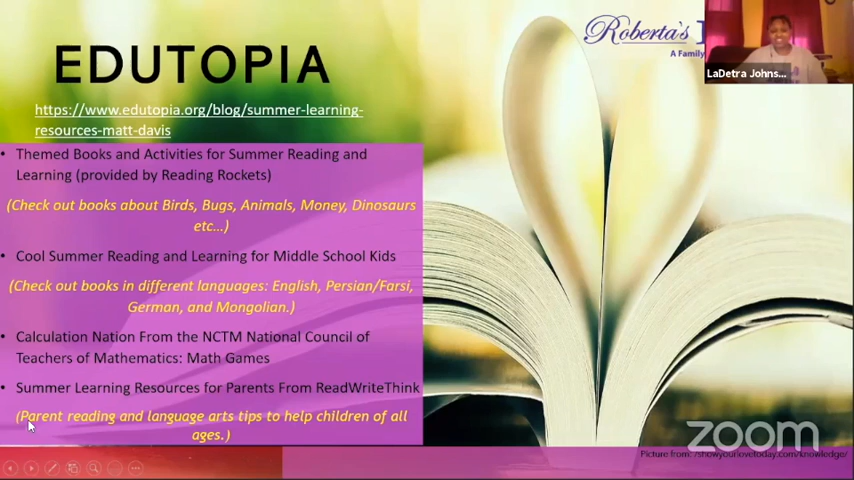 EDUTOPIA
https://www.edutopia.org/blog/summer-learning-
resources-matt-davis
• Themed Books and Activities for Summer Reading and
Learning (provided by Reading Rockets)
(Check out books about Birds, Bugs, Animals, Money, Dinosaurs
etc...)
• Cool Summer Reading and Learning for Middle School Kids
(Check out books in different languages: English, Persian/Farsi,
German, and Mongolian.)
• Calculation Nation From the NCTM National Council of
Teachers of Mathematics: Math Games
• Summer Learning Resources for Parents From ReadWriteThink
(Parent reading and language arts tips to help children of all
ages.)
Roberta's
A Family
LaDetra Johns...
zoom
Picture from: /showyourlovetoday.com/knowledge/